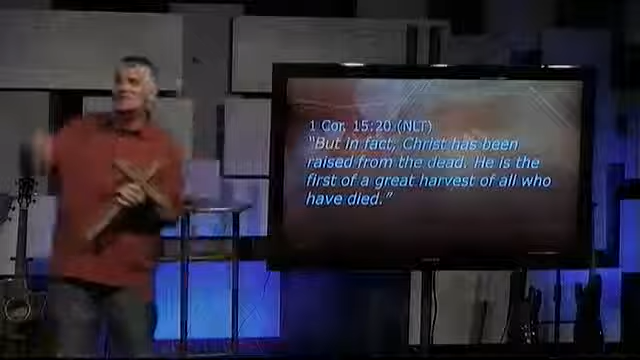 1 Cor. 15:20 (NLT)
"But in fact, Christ has been
raised from the dead. He is the
first of a great harvest of all who
have died."